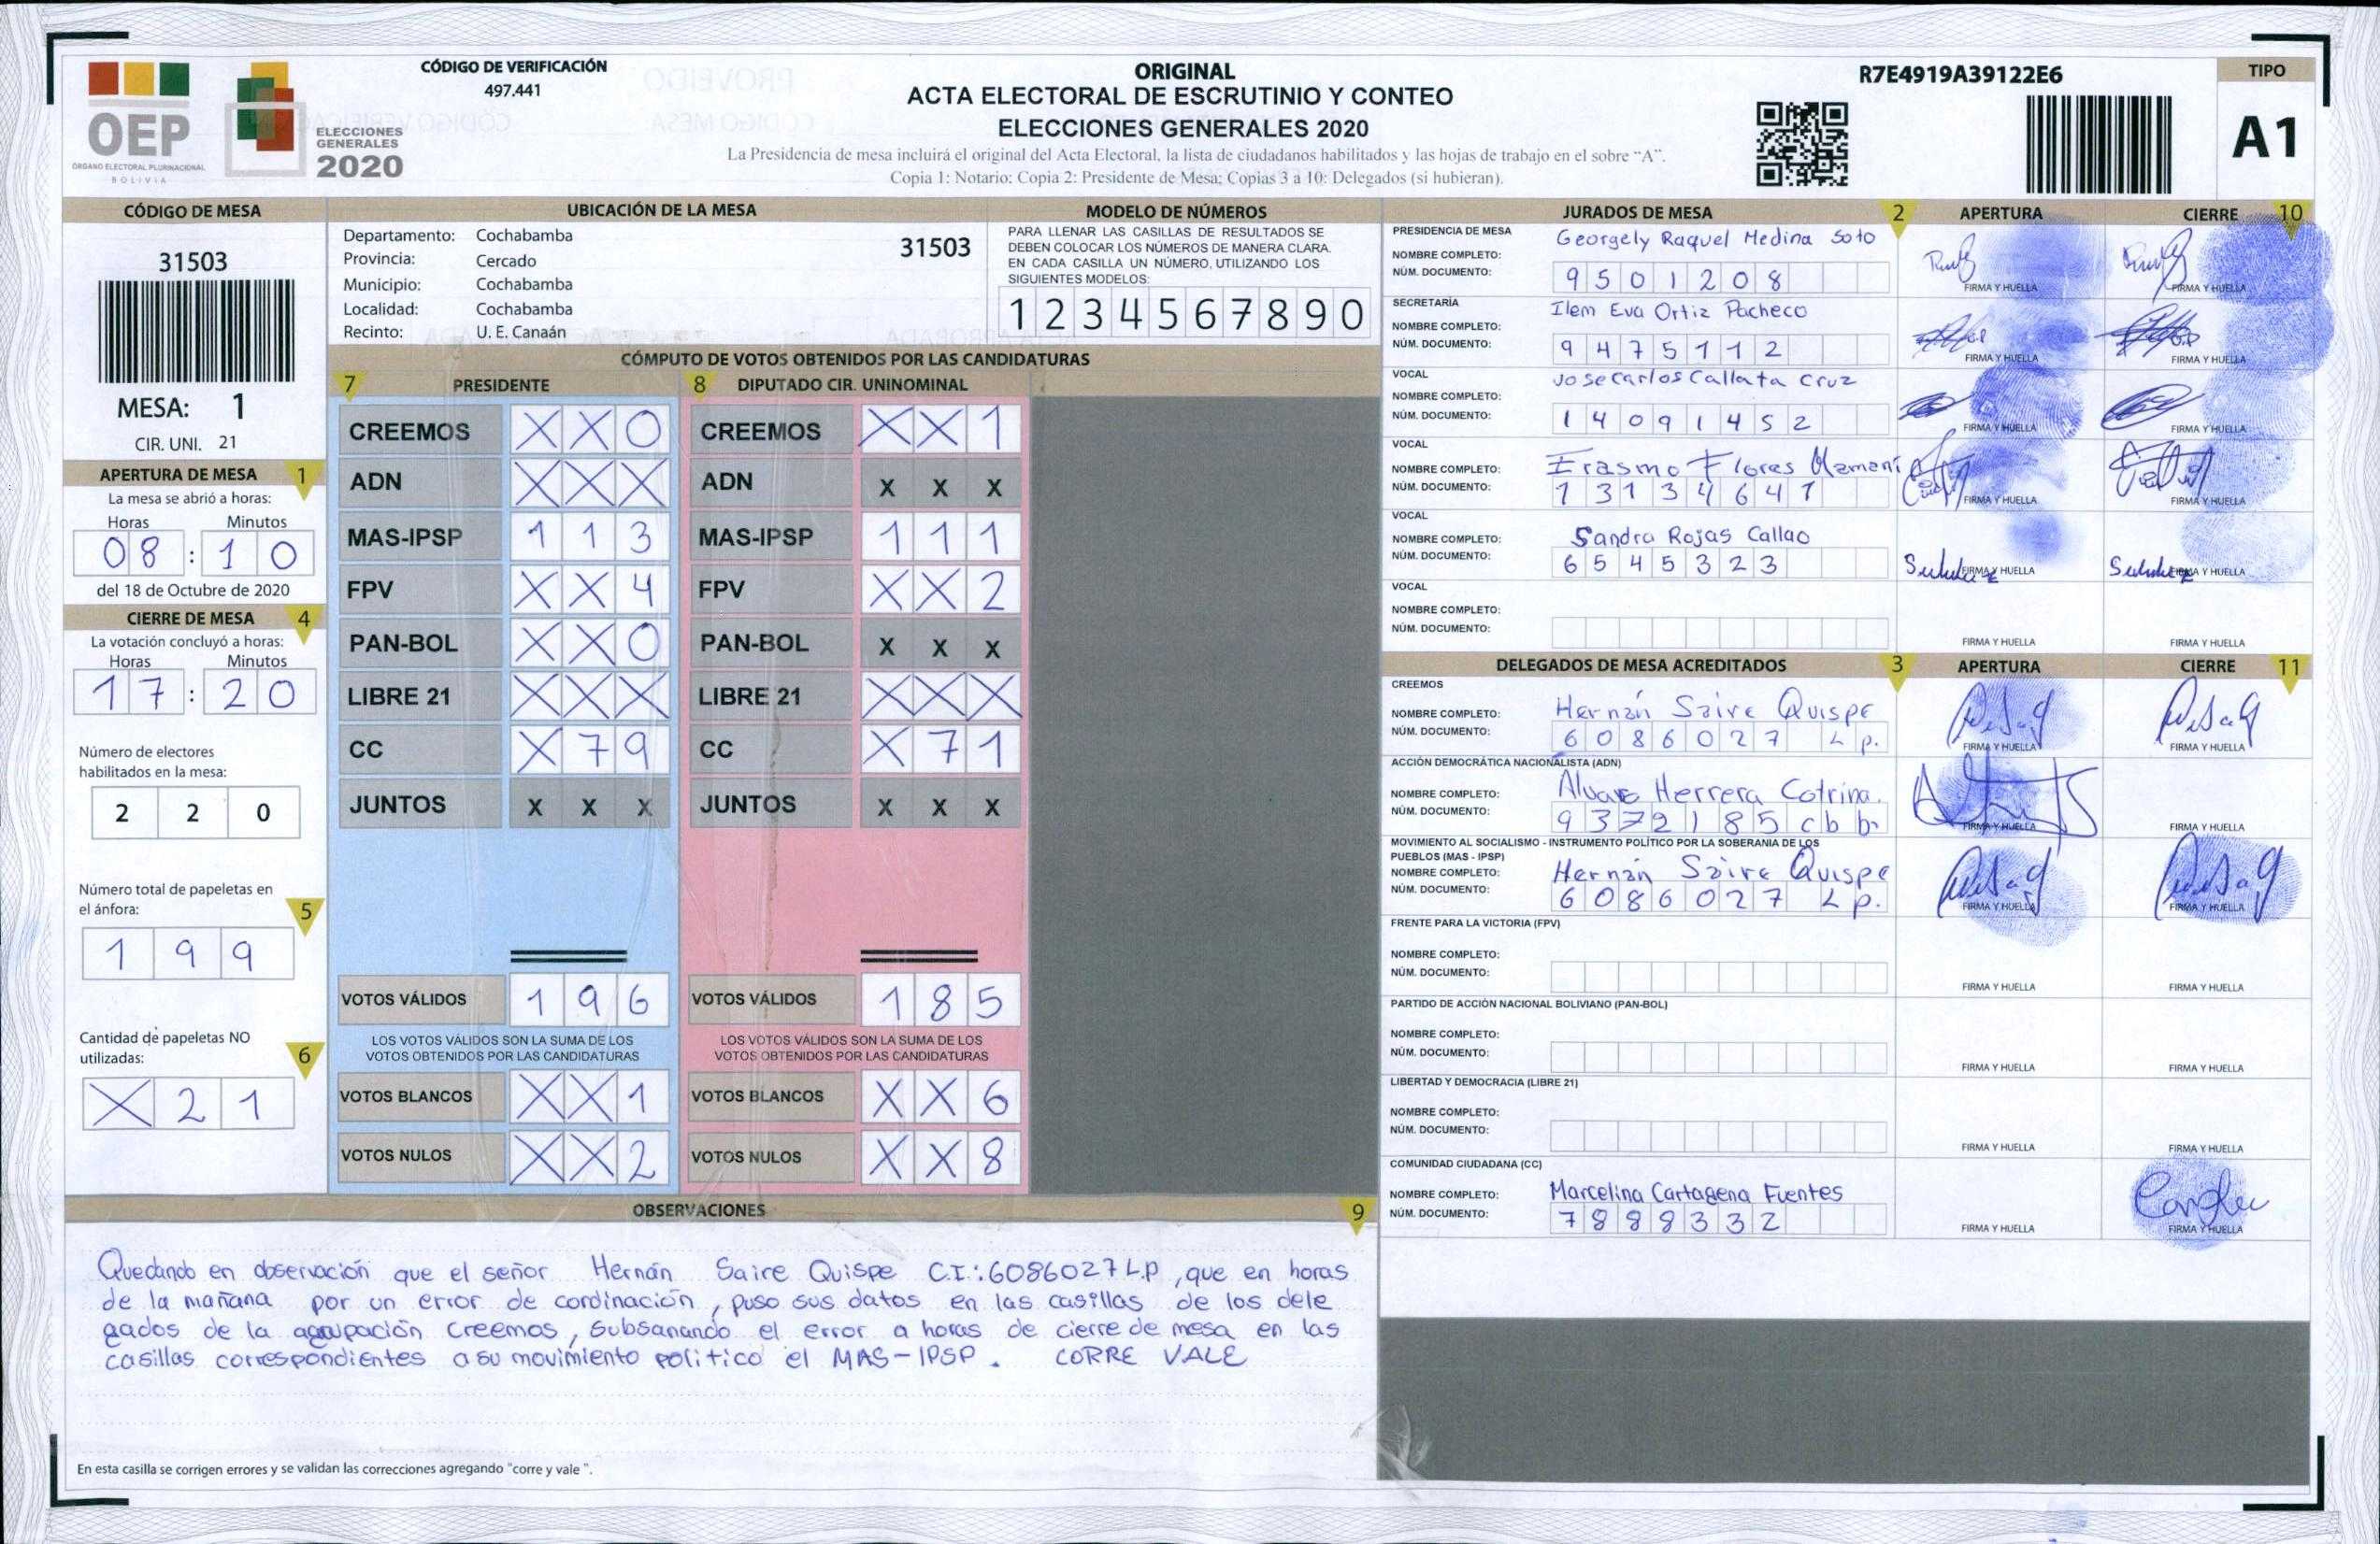 OEP
ÓRGANO ELECTORAL PLURINACIONAL
BOLIVIA
ELECCIONES
GENERALES
2020
CÓDIGO DE VERIFICACIÓN
497.441
ORIGINAL
ACTA ELECTORAL DE ESCRUTINIO Y CONTEO
ELECCIONES GENERALES 2020
La Presidencia de mesa incluirá el original del Acta Electoral, la lista de ciudadanos habilitados y las hojas de trabajo en el sobre "A".
Copia 1: Notario; Copia 2: Presidente de Mesa; Copias 3 a 10: Delegados (si hubieran).
R7E4919A39122E6
TIPO
A1
CÓDIGO DE MESA
31503
MESA: 1
CIR. UNI. 21
APERTURA DE MESA 1
La mesa se abrió a horas:
Horas Minutos
08 : 10
del 18 de Octubre de 2020
CIERRE DE MESA 4
La votación concluyó a horas:
Horas Minutos
17 : 20
Número de electores
habilitados en la mesa:
2 2 0
Número total de papeletas en
el ánfora: 5
1 9 9
Cantidad de papeletas NO
utilizadas: 6
X 2 1
UBICACIÓN DE LA MESA
Departamento: Cochabamba
Provincia: Cercado
Municipio: Cochabamba
Localidad: Cochabamba
Recinto: U. E. Canaán
31503
MODELO DE NÚMEROS
PARA LLENAR LAS CASILLAS DE RESULTADOS SE
DEBEN COLOCAR LOS NÚMEROS DE MANERA CLARA.
EN CADA CASILLA UN NÚMERO, UTILIZANDO LOS
SIGUIENTES MODELOS:
1 2 3 4 5 6 7 8 9 0
CÓMPUTO DE VOTOS OBTENIDOS POR LAS CANDIDATURAS
7 PRESIDENTE
CREEMOS X X 0
ADN X X X
MAS-IPSP 1 1 3
FPV X X 4
PAN-BOL X X 0
LIBRE 21 X X X
CC X 7 9
JUNTOS X X X
VOTOS VÁLIDOS 1 9 6
LOS VOTOS VÁLIDOS SON LA SUMA DE LOS
VOTOS OBTENIDOS POR LAS CANDIDATURAS
VOTOS BLANCOS X X 1
VOTOS NULOS X X 2
8 DIPUTADO CIR. UNINOMINAL
CREEMOS X X 1
ADN X X X
MAS-IPSP 1 1 1
FPV X X 2
PAN-BOL X X X
LIBRE 21 X X X
CC X 7 1
JUNTOS X X X
VOTOS VÁLIDOS 1 8 5
LOS VOTOS VÁLIDOS SON LA SUMA DE LOS
VOTOS OBTENIDOS POR LAS CANDIDATURAS
VOTOS BLANCOS X X 6
VOTOS NULOS X X 8
OBSERVACIONES 9
Quedando en observación que el señor Hernán Saire Quispe C.I.:6086027 L.P ,que en horas
de la mañana por un error de cordinación , puso sus datos en las casillas de los dele
gados de la agrupación Creemos, subsanando el error a horas de cierre de mesa en las
casillas correspondientes a su movimiento politico el MAS-IPSP. CORRE VALE
En esta casilla se corrigen errores y se validan las correcciones agregando "corre y vale ".
JURADOS DE MESA 2 APERTURA CIERRE 10
PRESIDENCIA DE MESA
NOMBRE COMPLETO: Georgely Raquel Medina Soto
NÚM. DOCUMENTO: 9501208
FIRMA Y HUELLA FIRMA Y HUELLA
SECRETARÍA
NOMBRE COMPLETO: Ilem Eva Ortiz Pacheco
NÚM. DOCUMENTO: 9475112
FIRMA Y HUELLA FIRMA Y HUELLA
VOCAL
NOMBRE COMPLETO: Jose Carlos Callata Cruz
NÚM. DOCUMENTO: 14091452
FIRMA Y HUELLA FIRMA Y HUELLA
VOCAL
NOMBRE COMPLETO: Erasmo Flores Mamani
NÚM. DOCUMENTO: 13134641
FIRMA Y HUELLA FIRMA Y HUELLA
VOCAL
NOMBRE COMPLETO: Sandra Rojas Callao
NÚM. DOCUMENTO: 6545323
FIRMA Y HUELLA FIRMA Y HUELLA
VOCAL
NOMBRE COMPLETO:
NÚM. DOCUMENTO:
FIRMA Y HUELLA FIRMA Y HUELLA
DELEGADOS DE MESA ACREDITADOS 3 APERTURA CIERRE 11
CREEMOS
NOMBRE COMPLETO: Hernán Saire Quispe
NÚM. DOCUMENTO: 6086027 Lp.
FIRMA Y HUELLA FIRMA Y HUELLA
ACCIÓN DEMOCRÁTICA NACIONALISTA (ADN)
NOMBRE COMPLETO: Alvaro Herrera Cotrina.
NÚM. DOCUMENTO: 9372185 cbb
FIRMA Y HUELLA FIRMA Y HUELLA
MOVIMIENTO AL SOCIALISMO - INSTRUMENTO POLÍTICO POR LA SOBERANIA DE LOS
PUEBLOS (MAS - IPSP)
NOMBRE COMPLETO: Hernán Saire Quispe
NÚM. DOCUMENTO: 6086027 Lp.
FIRMA Y HUELLA FIRMA Y HUELLA
FRENTE PARA LA VICTORIA (FPV)
NOMBRE COMPLETO:
NÚM. DOCUMENTO:
FIRMA Y HUELLA FIRMA Y HUELLA
PARTIDO DE ACCIÓN NACIONAL BOLIVIANO (PAN-BOL)
NOMBRE COMPLETO:
NÚM. DOCUMENTO:
FIRMA Y HUELLA FIRMA Y HUELLA
LIBERTAD Y DEMOCRACIA (LIBRE 21)
NOMBRE COMPLETO:
NÚM. DOCUMENTO:
FIRMA Y HUELLA FIRMA Y HUELLA
COMUNIDAD CIUDADANA (CC)
NOMBRE COMPLETO: Marcelina Cartagena Fuentes
NÚM. DOCUMENTO: 7888332
FIRMA Y HUELLA FIRMA Y HUELLA